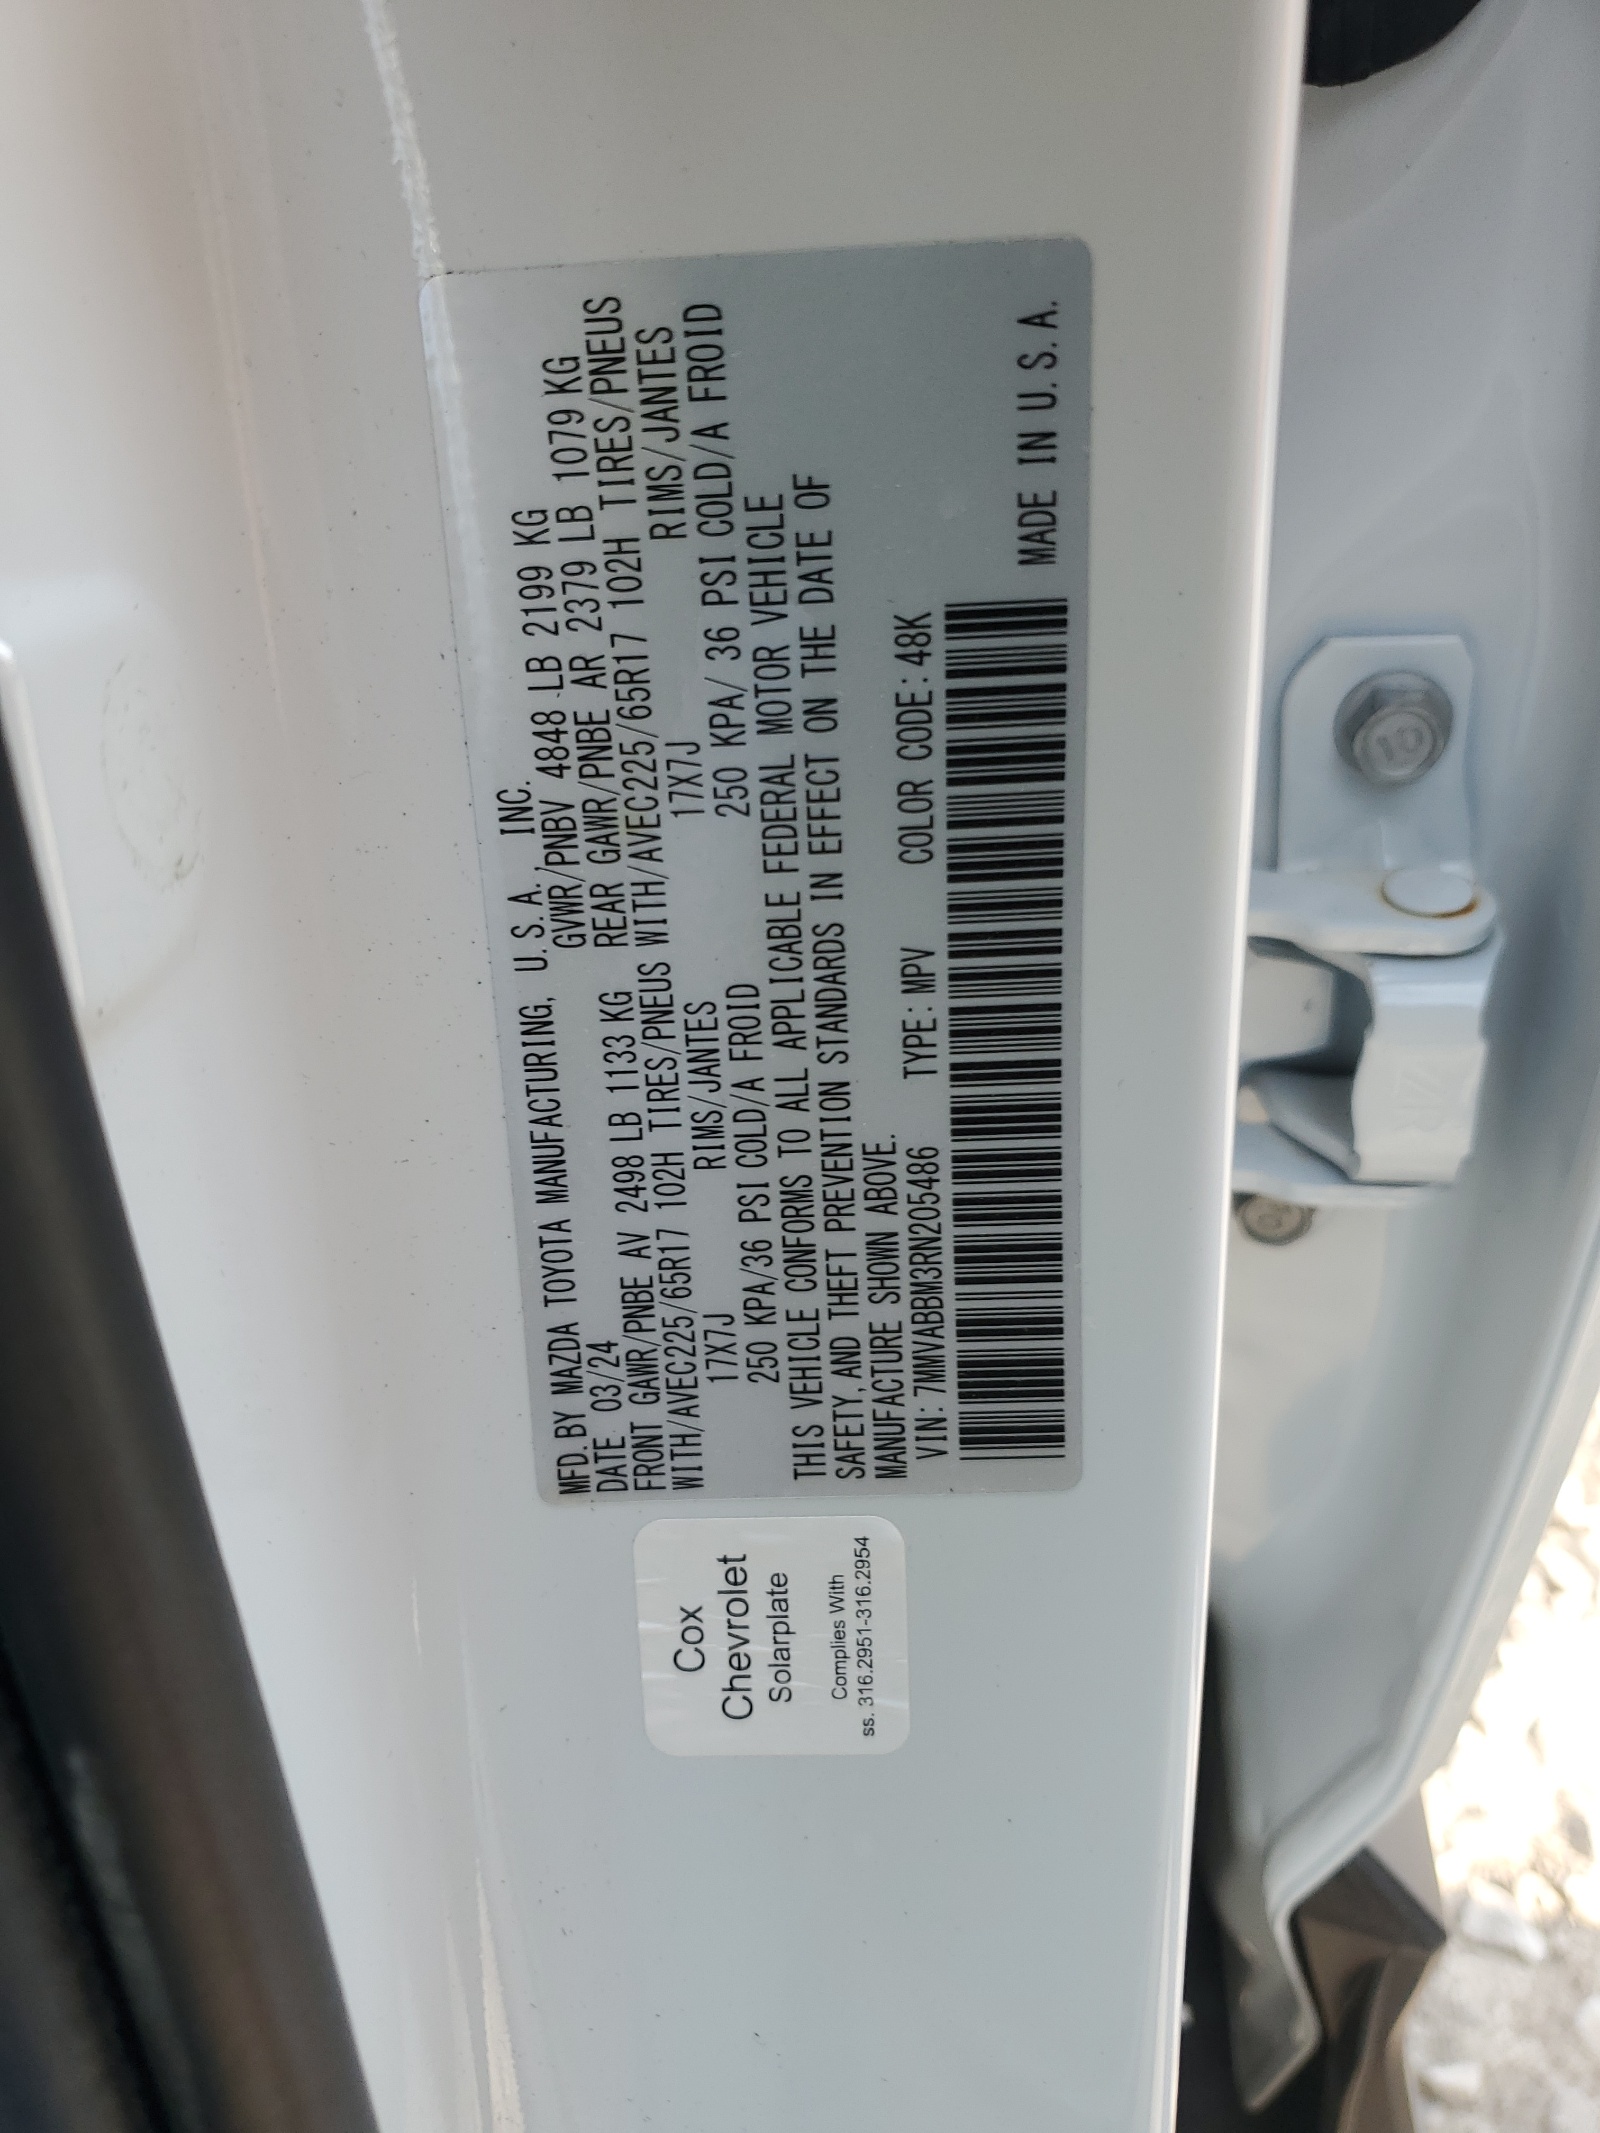 MFD. BY MAZDA TOYOTA MANUFACTURING, U.S.A., INC.
DATE 03/24 GVWR/PNBV 4848 LB 2199 KG
FRONT GAWR/PNBE AV 2498 LB 1133 KG REAR GAWR/PNBE AR 2379 LB 1079 KG
WITH/AVEC225/65R17 102H TIRES/PNEUS WITH/AVEC225/65R17 102H TIRES/PNEUS
17X7J RIMS/JANTES 17X7J RIMS/JANTES
250 KPA/36 PSI COLD/A FROID 250 KPA/ 36 PSI COLD/A FROID
THIS VEHICLE CONFORMS TO ALL APPLICABLE FEDERAL MOTOR VEHICLE
SAFETY, AND THEFT PREVENTION STANDARDS IN EFFECT ON THE DATE OF
MANUFACTURE SHOWN ABOVE.
VIN: 7MMVABBM3RN205486 TYPE: MPV COLOR CODE: 48K
MADE IN U.S.A.
Cox
Chevrolet
Solarplate
Complies With
ss. 316.2951-316.2954
10